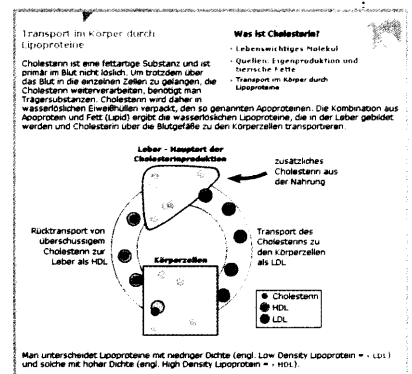 Transport im Körper durch
Lipoproteine
Was ist Cholesterin?
- Lebenswichtiges Molekül
- Quellen: Eigenproduktion und
tierische Fette
- Transport im Körper durch
Lipoproteine
Cholesterin ist eine fettartige Substanz und ist
primär im Blut nicht löslich. Um trotzdem über
das Blut in die einzelnen Zellen zu gelangen, die
Cholesterin weiterverarbeiten, benötigt man
Trägersubstanzen. Cholesterin wird daher in
wasserlöslichen Eiweißhüllen verpackt, den so genannten Apoproteinen. Die Kombination aus
Apoprotein und Fett (Lipid) ergibt die wasserlöslichen Lipoproteine, die in der Leber gebildet
werden und Cholesterin über die Blutgefäße zu den Körperzellen transportieren.
Leber - Hauptort der
Cholesterinproduktion
zusätzliches
Cholesterin aus
der Nahrung
Rücktransport von
überschüssigem
Cholesterin zur
Leber als HDL
Transport des
Cholesterins zu
den Körperzellen
als LDL
Körperzellen
Cholesterin
HDL
LDL
Man unterscheidet Lipoproteine mit niedriger Dichte (engl. Low Density Lipoprotein = - LDL)
und solche mit hoher Dichte (engl. High Density Lipoprotein = - HDL).